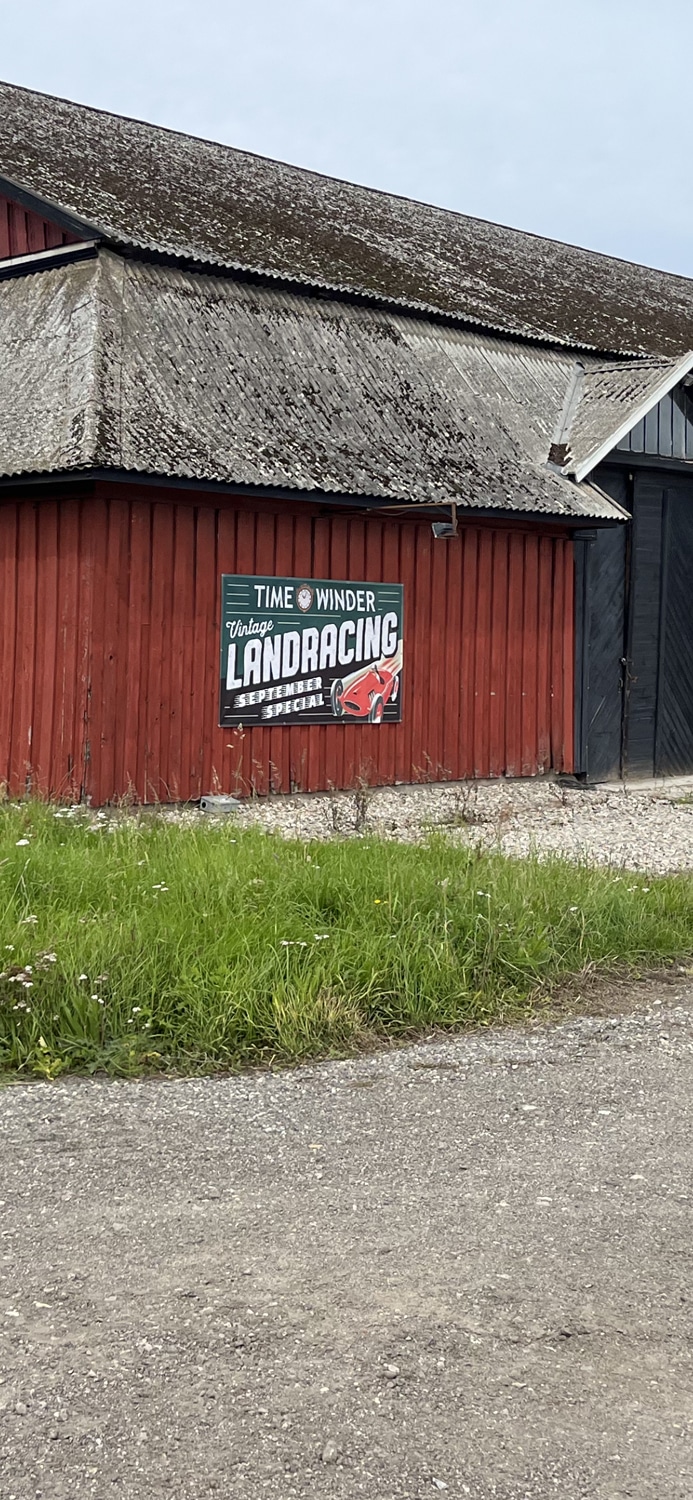 TIME WINDER
Vintage
LANDRACING
SEPTEMBER
SPECIAL